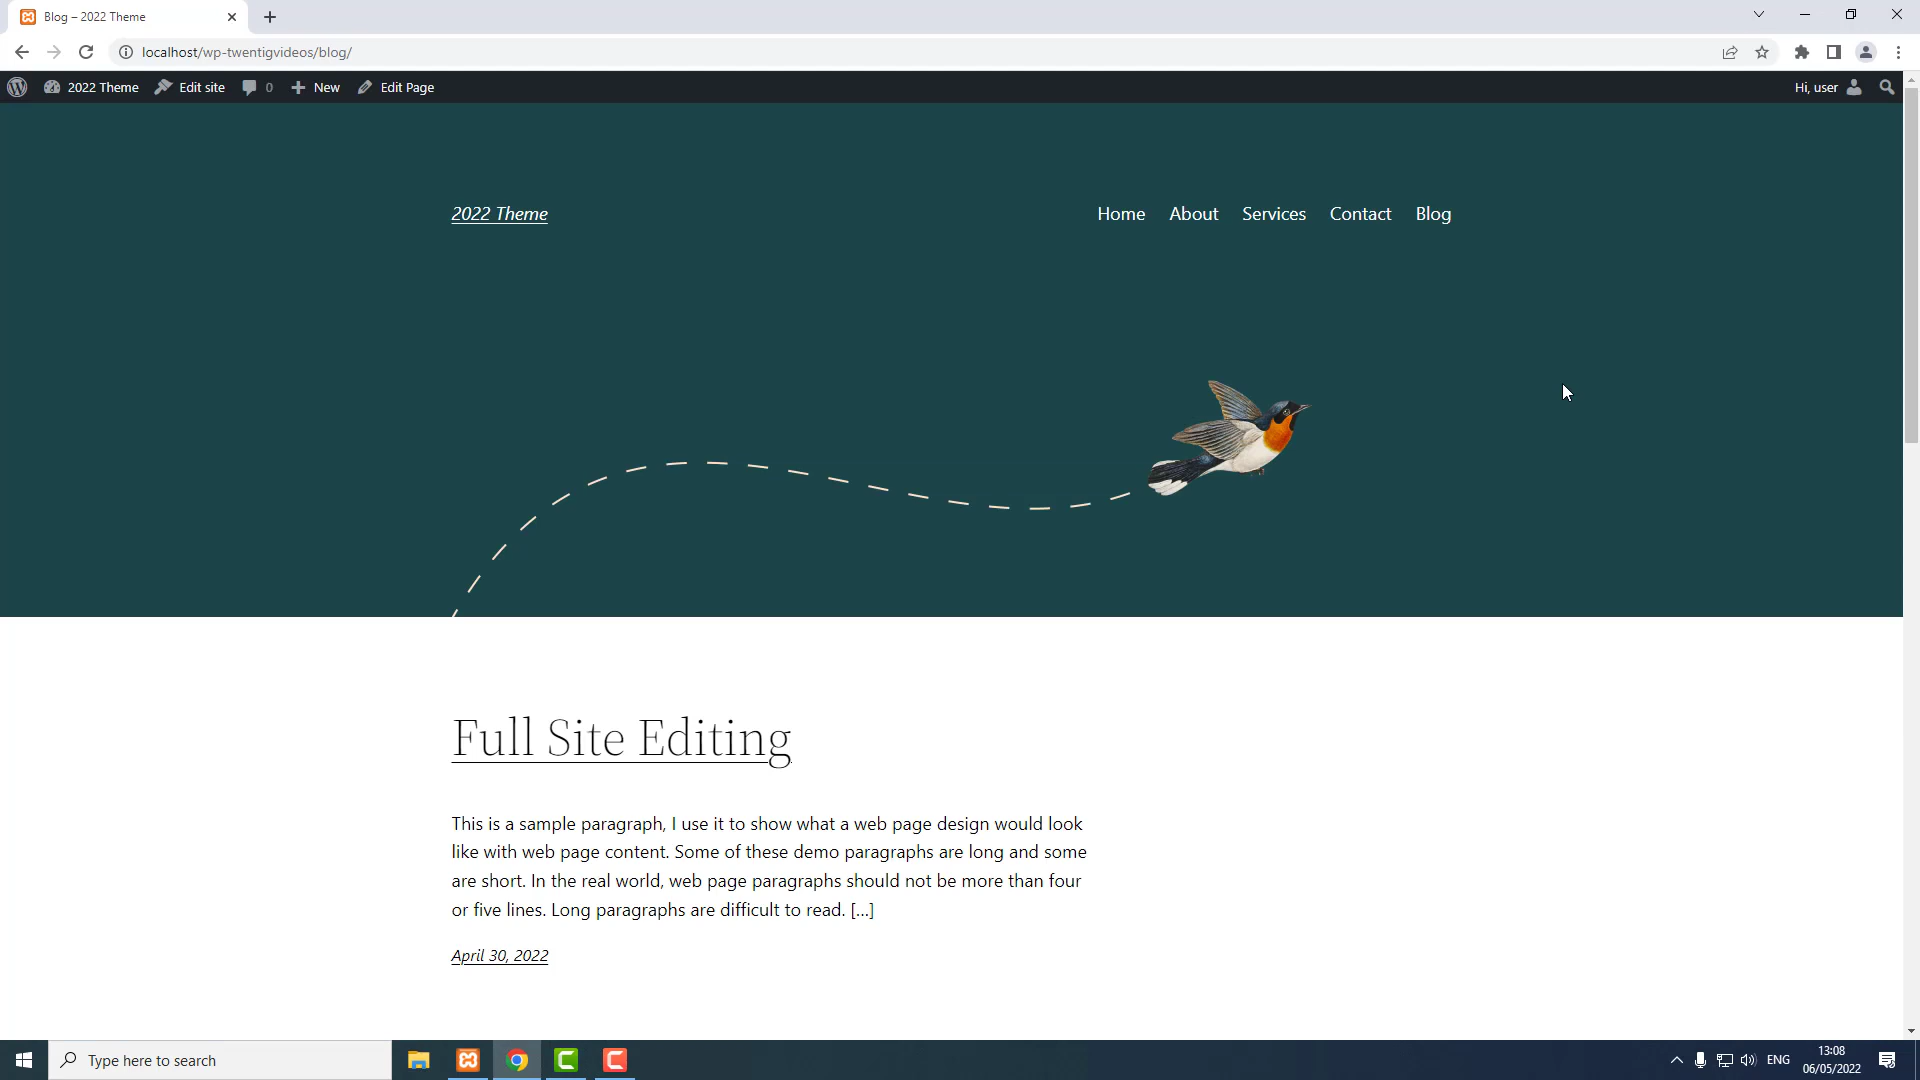 Blog – 2022 Theme
localhost/wp-twentigvideos/blog/
2022 Theme Edit site 0 New Edit Page Hi, user
2022 Theme Home About Services Contact Blog
Full Site Editing
This is a sample paragraph, I use it to show what a web page design would look
like with web page content. Some of these demo paragraphs are long and some
are short. In the real world, web page paragraphs should not be more than four
or five lines. Long paragraphs are difficult to read. […]
April 30, 2022
Type here to search
ENG
13:08
06/05/2022